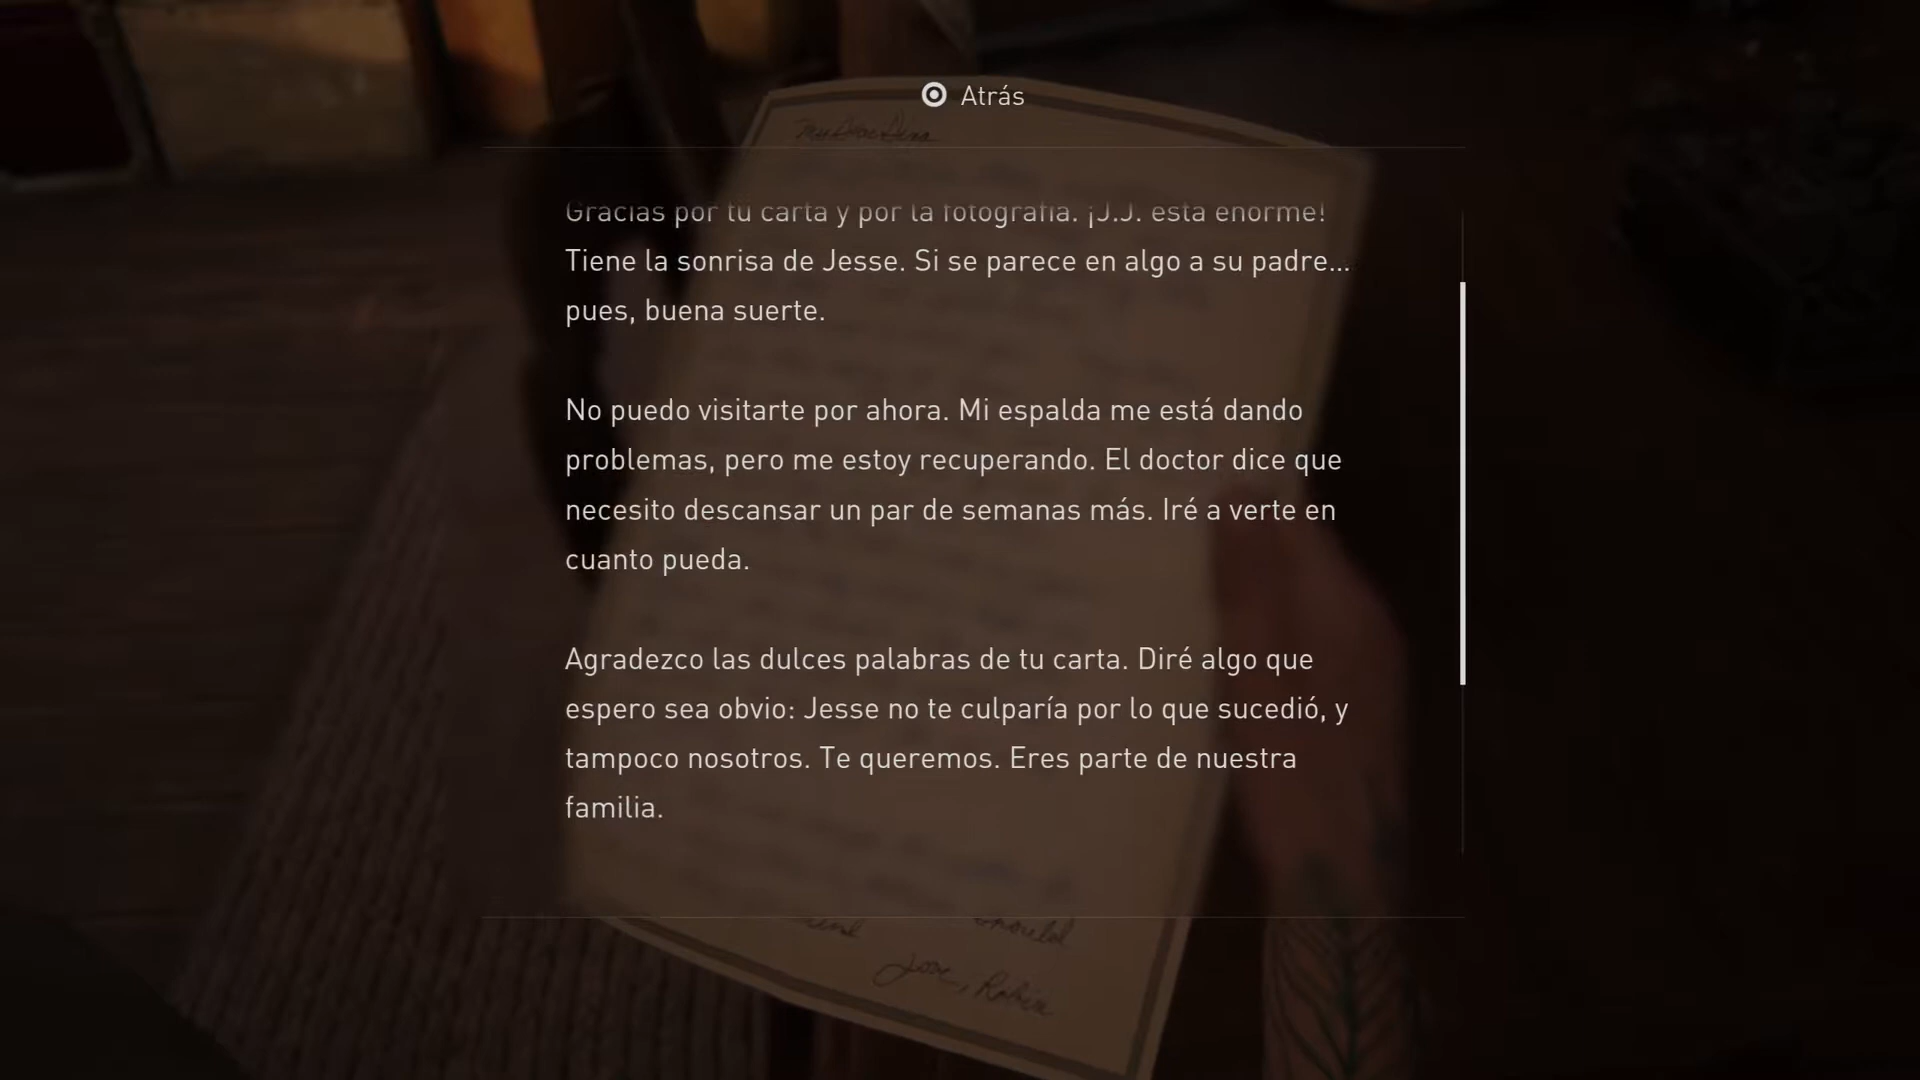 Atrás
Gracias por tu carta y por la fotografía. ¡J.J. está enorme!
Tiene la sonrisa de Jesse. Si se parece en algo a su padre...
pues, buena suerte.
No puedo visitarte por ahora. Mi espalda me está dando
problemas, pero me estoy recuperando. El doctor dice que
necesito descansar un par de semanas más. Iré a verte en
cuanto pueda.
Agradezco las dulces palabras de tu carta. Diré algo que
espero sea obvio: Jesse no te culparía por lo que sucedió, y
tampoco nosotros. Te queremos. Eres parte de nuestra
familia.
should
Love, Robin